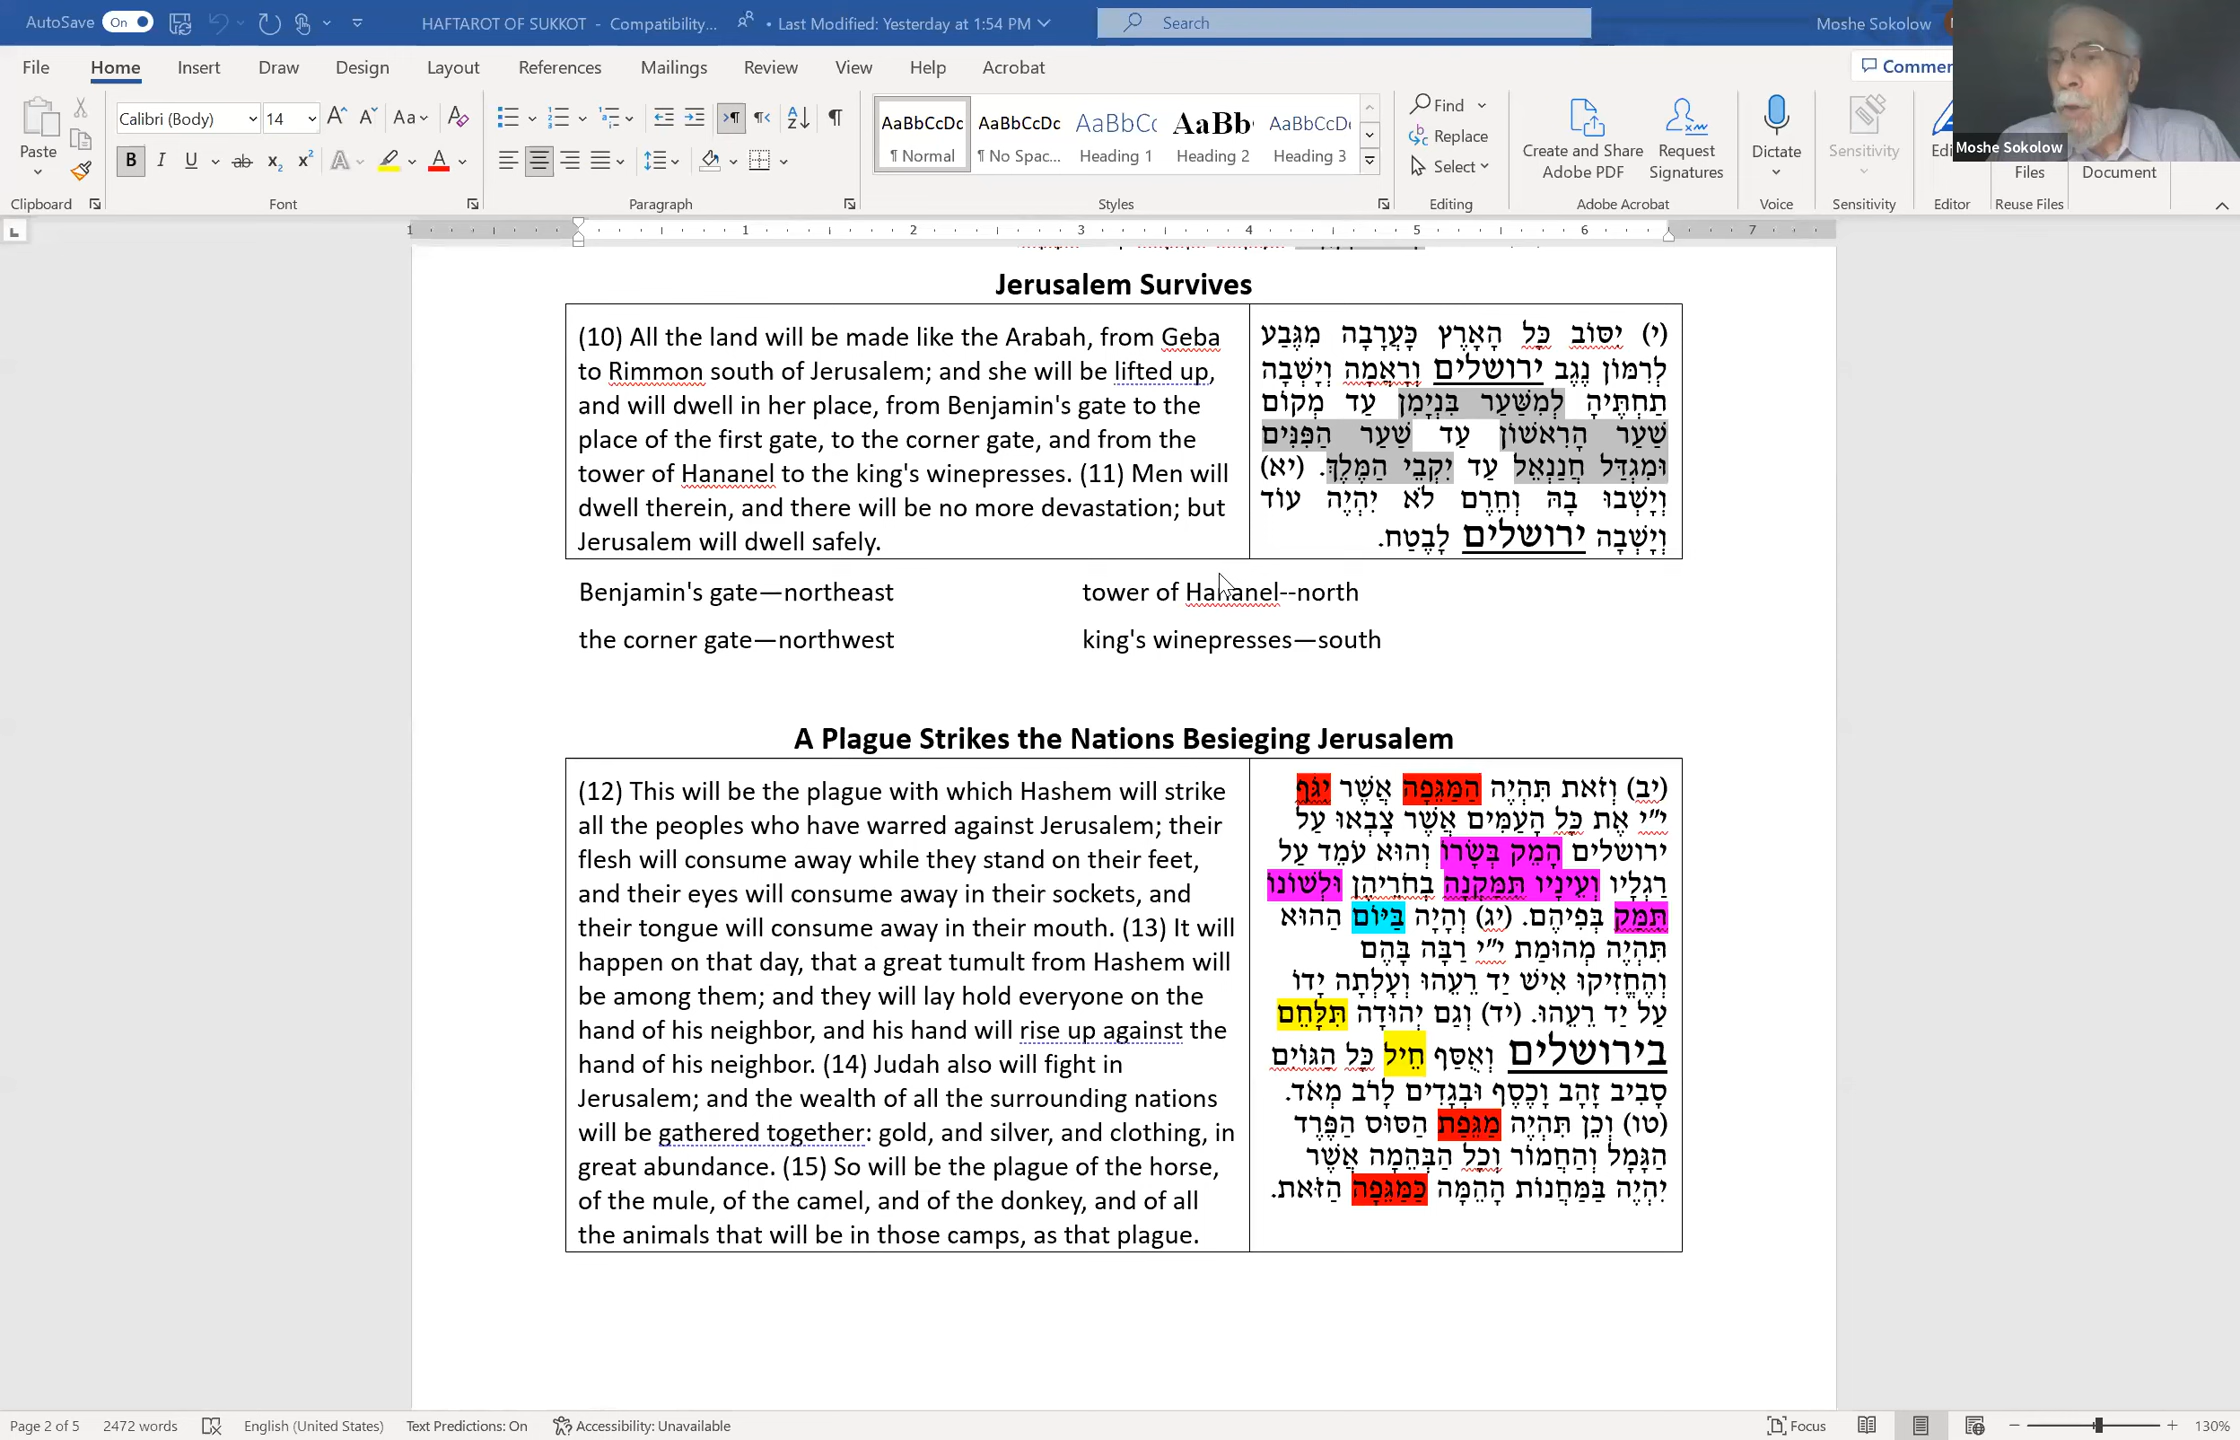 AutoSave On HAFTAROT OF SUKKOT - Compatibility... • Last Modified: Yesterday at 1:54 PM Search Moshe Sokolow
File Home Insert Draw Design Layout References Mailings Review View Help Acrobat
Moshe Sokolow
Paste
Calibri (Body) 14
AaBbCcDc AaBbCcDc AaBbC AaBb AaBbCcD
¶ Normal ¶ No Spac... Heading 1 Heading 2 Heading 3
Find
Replace
Select
Create and Share Adobe PDF
Request Signatures
Dictate
Sensitivity
Files
Document
Clipboard Font Paragraph Styles Editing Adobe Acrobat Voice Sensitivity Editor Reuse Files
1 1 2 3 4 5 6 7
Jerusalem Survives
(10) All the land will be made like the Arabah, from Geba
to Rimmon south of Jerusalem; and she will be lifted up,
and will dwell in her place, from Benjamin's gate to the
place of the first gate, to the corner gate, and from the
tower of Hananel to the king's winepresses. (11) Men will
dwell therein, and there will be no more devastation; but
Jerusalem will dwell safely.
(י) יִסּוֹב כָּל הָאָרֶץ כָּעֲרָבָה מִגֶּבַע
לְרִמּוֹן נֶגֶב ירושלים וְרָאֲמָה וְיָשְׁבָה
תַחְתֶּיהָ לְמִשַּׁעַר בִּנְיָמִן עַד מְקוֹם
שַׁעַר הָרִאשׁוֹן עַד שַׁעַר הַפִּנִּים
וּמִגְדַּל חֲנַנְאֵל עַד יִקְבֵי הַמֶּלֶךְ. (יא)
וְיָשְׁבוּ בָהּ וְחֵרֶם לֹא יִהְיֶה עוֹד
וְיָשְׁבָה ירושלים לָבֶטַח.
Benjamin's gate—northeast tower of Hananel--north
the corner gate—northwest king's winepresses—south
A Plague Strikes the Nations Besieging Jerusalem
(12) This will be the plague with which Hashem will strike
all the peoples who have warred against Jerusalem; their
flesh will consume away while they stand on their feet,
and their eyes will consume away in their sockets, and
their tongue will consume away in their mouth. (13) It will
happen on that day, that a great tumult from Hashem will
be among them; and they will lay hold everyone on the
hand of his neighbor, and his hand will rise up against the
hand of his neighbor. (14) Judah also will fight in
Jerusalem; and the wealth of all the surrounding nations
will be gathered together: gold, and silver, and clothing, in
great abundance. (15) So will be the plague of the horse,
of the mule, of the camel, and of the donkey, and of all
the animals that will be in those camps, as that plague.
(יב) וְזֹאת תִּהְיֶה הַמַּגֵּפָה אֲשֶׁר יִגֹּף
י״י אֶת כָּל הָעַמִּים אֲשֶׁר צָבְאוּ עַל
ירושלים הָמֵק בְּשָׂרוֹ וְהוּא עֹמֵד עַל
רַגְלָיו וְעֵינָיו תִּמַּקְנָה בְחֹרֵיהֶן וּלְשׁוֹנוֹ
תִּמַּק בְּפִיהֶם. (יג) וְהָיָה בַּיּוֹם הַהוּא
תִּהְיֶה מְהוּמַת י״י רַבָּה בָּהֶם
וְהֶחֱזִיקוּ אִישׁ יַד רֵעֵהוּ וְעָלְתָה יָדוֹ
עַל יַד רֵעֵהוּ. (יד) וְגַם יְהוּדָה תִּלָּחֵם
בירושלים וְאֻסַּף חֵיל כָּל הַגּוֹיִם
סָבִיב זָהָב וָכֶסֶף וּבְגָדִים לָרֹב מְאֹד.
(טו) וְכֵן תִּהְיֶה מַגֵּפַת הַסּוּס הַפֶּרֶד
הַגָּמָל וְהַחֲמוֹר וְכָל הַבְּהֵמָה אֲשֶׁר
יִהְיֶה בַּמַּחֲנוֹת הָהֵמָּה כַּמַּגֵּפָה הַזֹּאת.
Page 2 of 5 2472 words English (United States) Text Predictions: On Accessibility: Unavailable Focus 130%